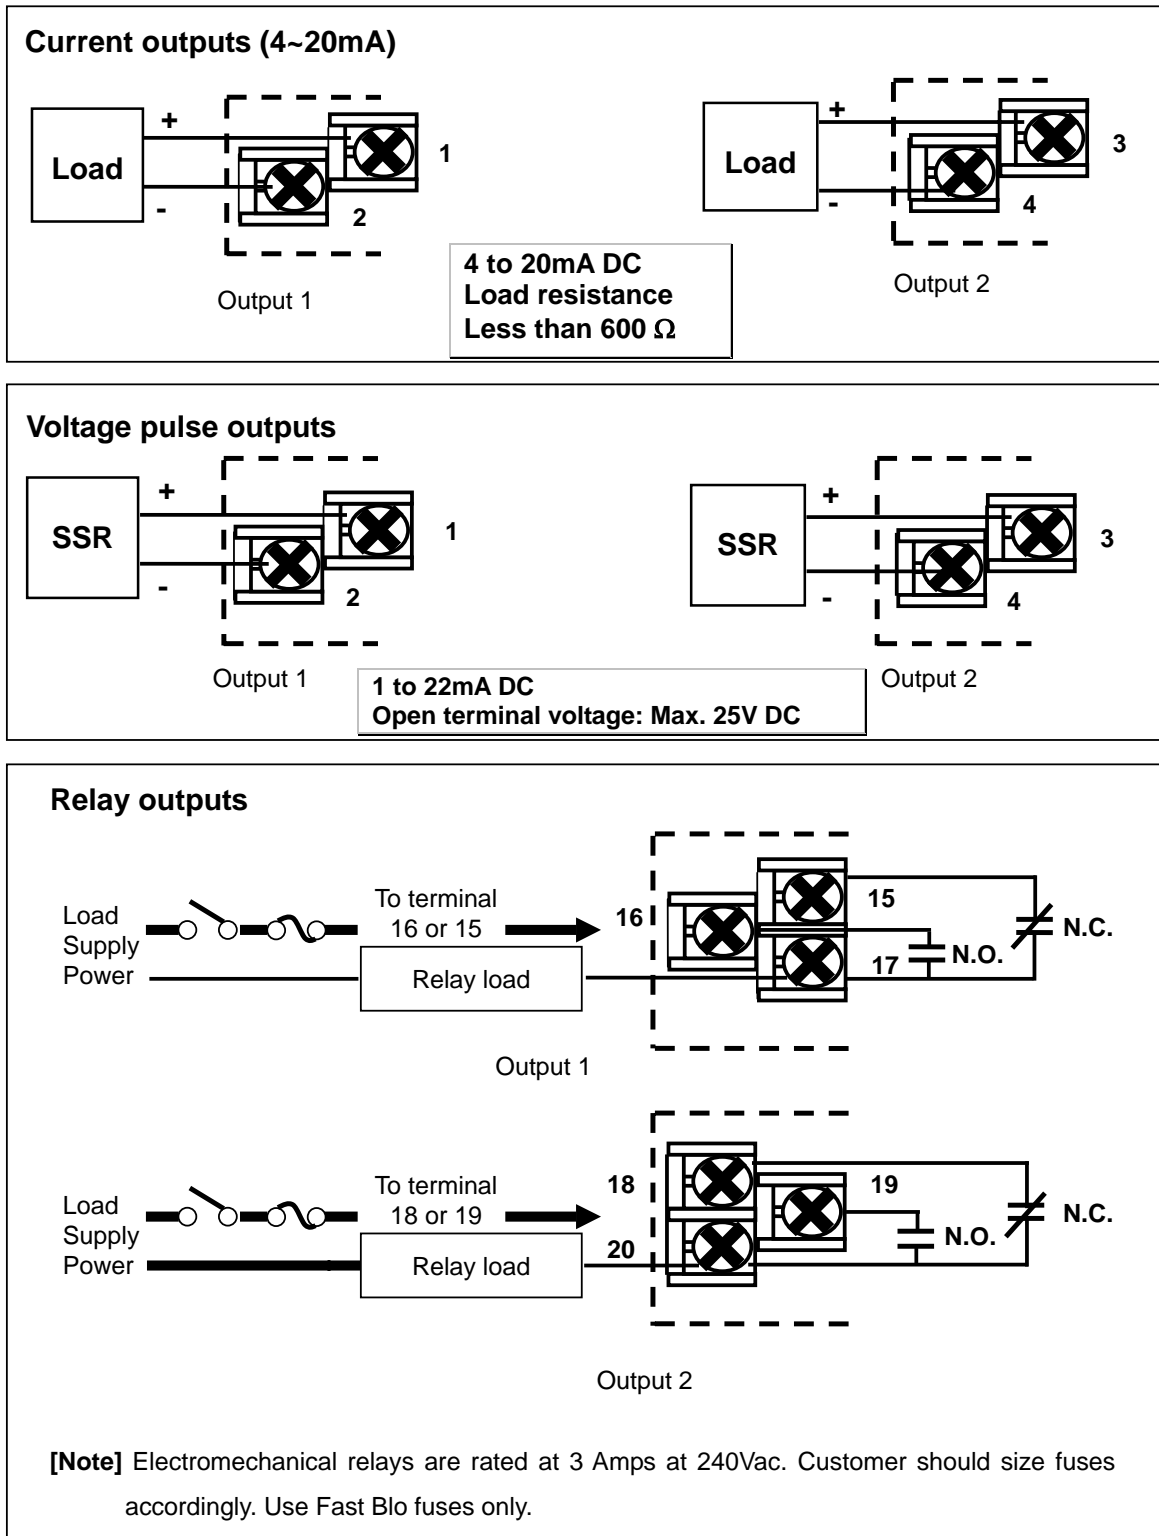 Current outputs (4~20mA)
Load
+
-
1
2
Output 1
Load
+
-
3
4
Output 2
4 to 20mA DC
Load resistance
Less than 600 Ω
Voltage pulse outputs
SSR
+
-
1
2
Output 1
SSR
+
-
3
4
Output 2
1 to 22mA DC
Open terminal voltage: Max. 25V DC
Relay outputs
Load
Supply
Power
To terminal
16 or 15
Relay load
16
15
17
N.O.
N.C.
Output 1
Load
Supply
Power
To terminal
18 or 19
Relay load
18
19
20
N.O.
N.C.
Output 2
[Note] Electromechanical relays are rated at 3 Amps at 240Vac. Customer should size fuses
accordingly. Use Fast Blo fuses only.